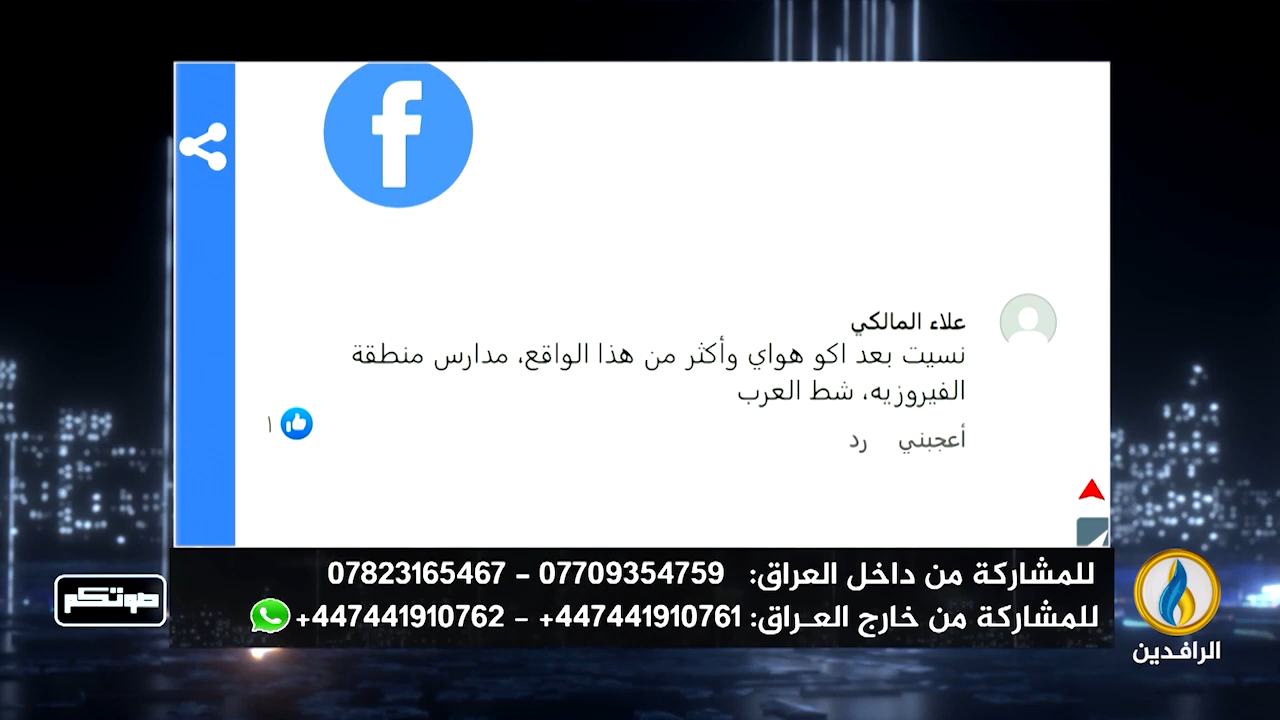 علاء المالكي
نسيت بعد اكو هواي وأكثر من هذا الواقع، مدارس منطقة
الفيروزيه، شط العرب
أعجبني رد
١
للمشاركة من داخل العراق: 07709354759 - 07823165467
للمشاركة من خارج العـراق: 447441910761+ - 447441910762+
صوتكم
الرافدين